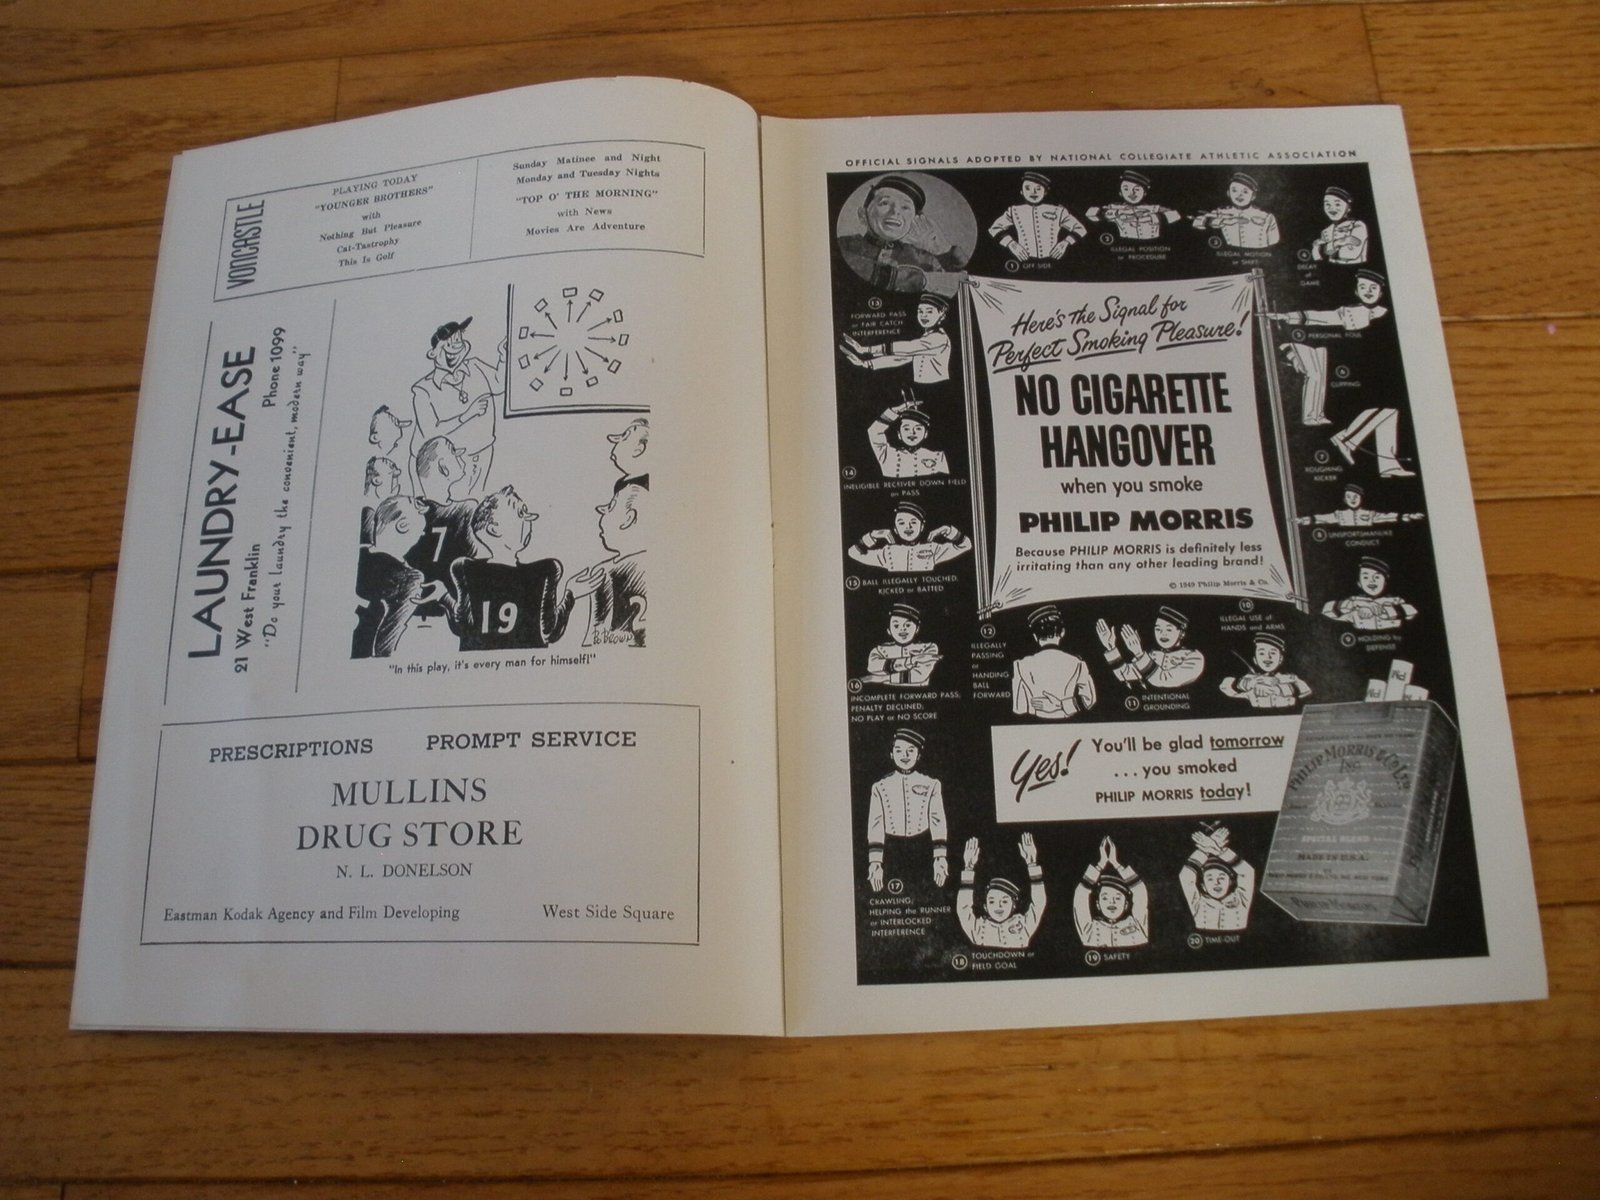 VONCASTLE
PLAYING TODAY
"YOUNGER BROTHERS"
with
Nothing But Pleasure
Cat-Tastrophy
This Is Golf
Sunday Matinee and Night
Monday and Tuesday Nights
"TOP O' THE MORNING"
with News
Movies Are Adventure
LAUNDRY-EASE
21 West Franklin
Phone 1099
"Do your laundry the convenient, modern way"
7
19
2
Bo Brown
"In this play, it's every man for himself!"
PRESCRIPTIONS PROMPT SERVICE
MULLINS
DRUG STORE
N. L. DONELSON
Eastman Kodak Agency and Film Developing
West Side Square
OFFICIAL SIGNALS ADOPTED BY NATIONAL COLLEGIATE ATHLETIC ASSOCIATION
1 OFF SIDE
2 ILLEGAL POSITION
or PROCEDURE
3 ILLEGAL MOTION
or SHIFT
4 DELAY
of
GAME
5 PERSONAL FOUL
6 CLIPPING
7 ROUGHING
KICKER
8 UNSPORTSMANLIKE
CONDUCT
9 HOLDING by
DEFENSE
10 ILLEGAL USE of
HANDS and ARMS
11 INTENTIONAL
GROUNDING
12 ILLEGALLY
PASSING
or
HANDING
BALL
FORWARD
13 FORWARD PASS
or FAIR CATCH
INTERFERENCE
14 INELIGIBLE RECEIVER DOWN FIELD
on PASS
15 BALL ILLEGALLY TOUCHED,
KICKED or BATTED
16 INCOMPLETE FORWARD PASS,
PENALTY DECLINED,
NO PLAY or NO SCORE
17 CRAWLING,
HELPING the RUNNER
or INTERLOCKED
INTERFERENCE
18 TOUCHDOWN or
FIELD GOAL
19 SAFETY
20 TIME OUT
Here's the Signal for
Perfect Smoking Pleasure!
NO CIGARETTE
HANGOVER
when you smoke
PHILIP MORRIS
Because PHILIP MORRIS is definitely less
irritating than any other leading brand!
© 1949 Philip Morris & Co.
Yes!
You'll be glad tomorrow
...you smoked
PHILIP MORRIS today!
PM
PM
PHILIP MORRIS & CO. LTD.
INC.
SPECIAL BLEND
MADE IN U.S.A.